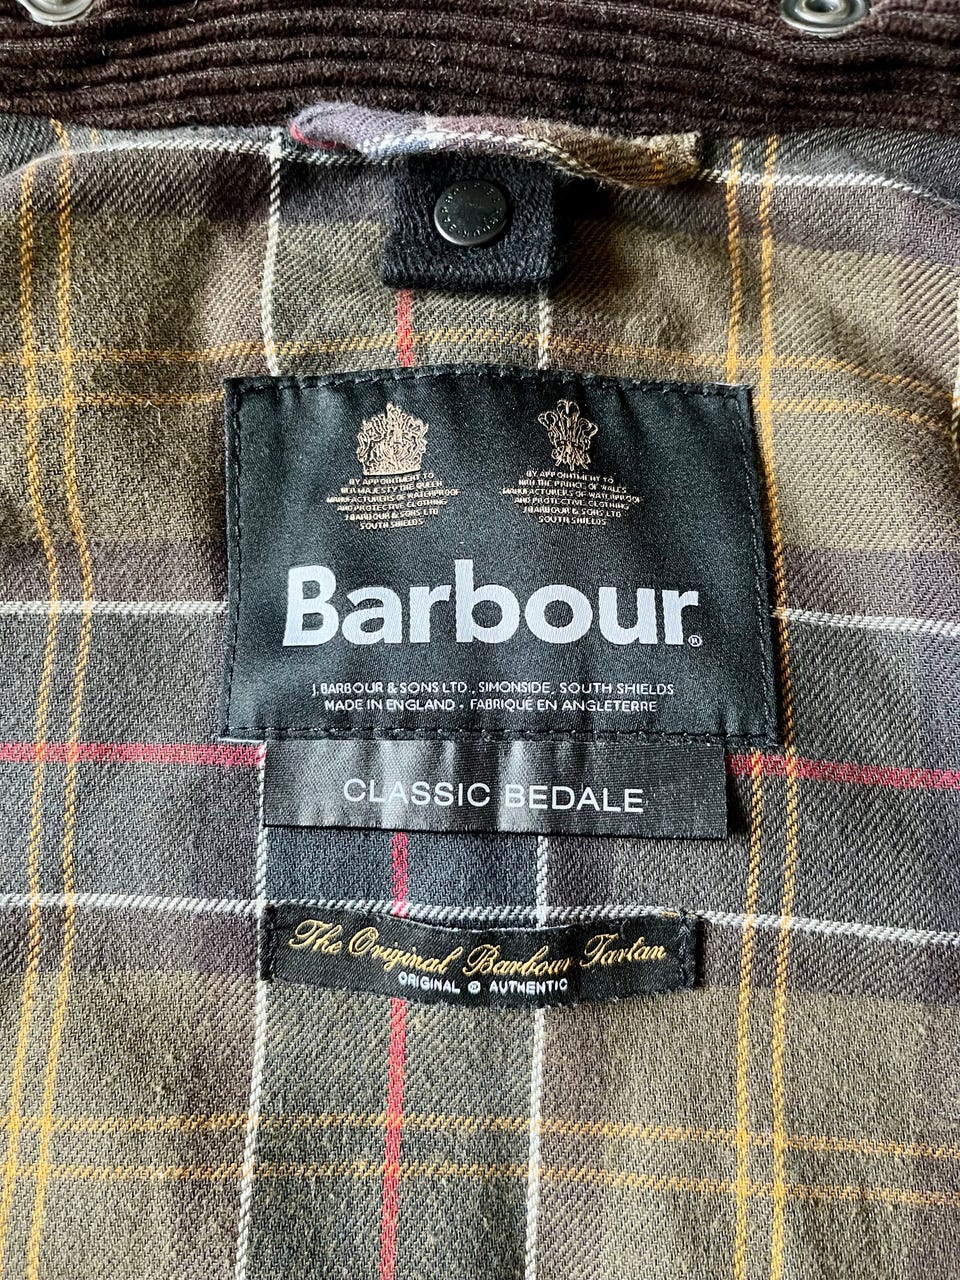 BY APPOINTMENT TO
HER MAJESTY THE QUEEN
MANUFACTURERS OF WATERPROOF
AND PROTECTIVE CLOTHING
J.BARBOUR & SONS LTD
SOUTH SHIELDS
BY APPOINTMENT TO
HRH THE PRINCE OF WALES
MANUFACTURERS OF WATERPROOF
AND PROTECTIVE CLOTHING
J.BARBOUR & SONS LTD
SOUTH SHIELDS
Barbour®
J. BARBOUR & SONS LTD., SIMONSIDE, SOUTH SHIELDS
MADE IN ENGLAND • FABRIQUÉ EN ANGLETERRE
CLASSIC BEDALE
The Original Barbour Tartan
ORIGINAL ® AUTHENTIC